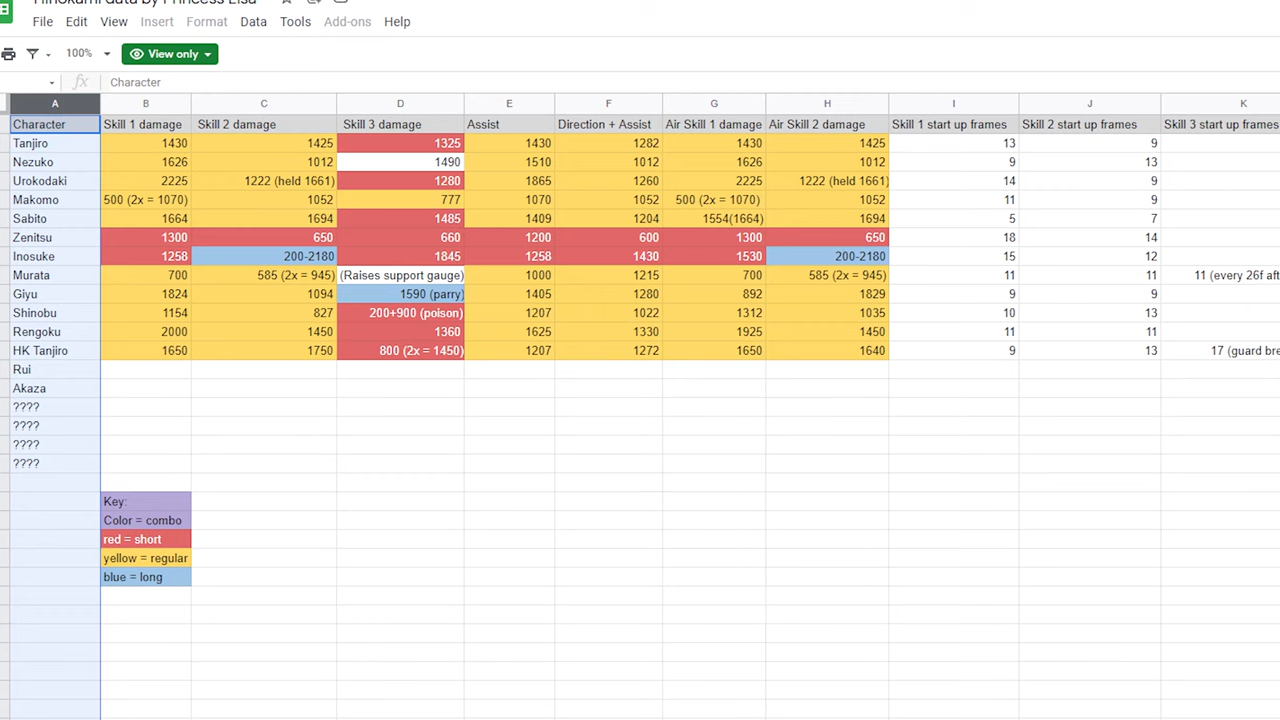 Hinokami data by Princess Elsa
File Edit View Insert Format Data Tools Add-ons Help
100% View only
fx Character
A B C D E F G H I J K
Character Skill 1 damage Skill 2 damage Skill 3 damage Assist Direction + Assist Air Skill 1 damage Air Skill 2 damage Skill 1 start up frames Skill 2 start up frames Skill 3 start up frames
Tanjiro 1430 1425 1325 1430 1282 1430 1425 13 9
Nezuko 1626 1012 1490 1510 1012 1626 1012 9 13
Urokodaki 2225 1222 (held 1661) 1280 1865 1260 2225 1222 (held 1661) 14 9
Makomo 500 (2x = 1070) 1052 777 1070 1052 500 (2x = 1070) 1052 11 9
Sabito 1664 1694 1485 1409 1204 1554(1664) 1694 5 7
Zenitsu 1300 650 660 1200 600 1300 650 18 14
Inosuke 1258 200-2180 1845 1258 1430 1530 200-2180 15 12
Murata 700 585 (2x = 945) (Raises support gauge) 1000 1215 700 585 (2x = 945) 11 11 11 (every 26f aft
Giyu 1824 1094 1590 (parry) 1405 1280 892 1829 9 9
Shinobu 1154 827 200+900 (poison) 1207 1022 1312 1035 10 13
Rengoku 2000 1450 1360 1625 1330 1925 1450 11 11
HK Tanjiro 1650 1750 800 (2x = 1450) 1207 1272 1650 1640 9 13 17 (guard bre
Rui
Akaza
????
????
????
????
Key:
Color = combo
red = short
yellow = regular
blue = long